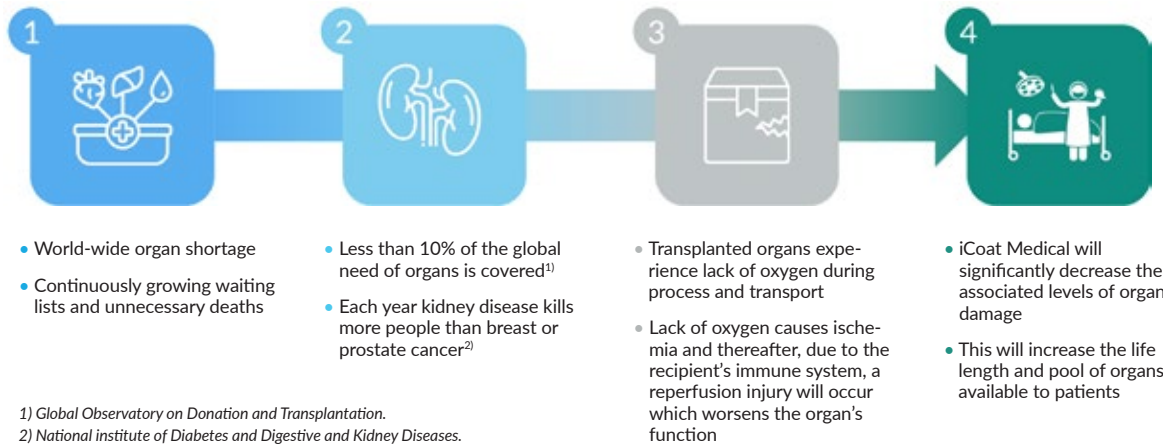 1
2
3
4
• World-wide organ shortage
• Continuously growing waiting
lists and unnecessary deaths
• Less than 10% of the global
need of organs is covered1)
• Each year kidney disease kills
more people than breast or
prostate cancer2)
• Transplanted organs expe-
rience lack of oxygen during
process and transport
• Lack of oxygen causes ische-
mia and thereafter, due to the
recipient’s immune system, a
reperfusion injury will occur
which worsens the organ’s
function
• iCoat Medical will
significantly decrease the
associated levels of organ
damage
• This will increase the life
length and pool of organs
available to patients
1) Global Observatory on Donation and Transplantation.
2) National institute of Diabetes and Digestive and Kidney Diseases.